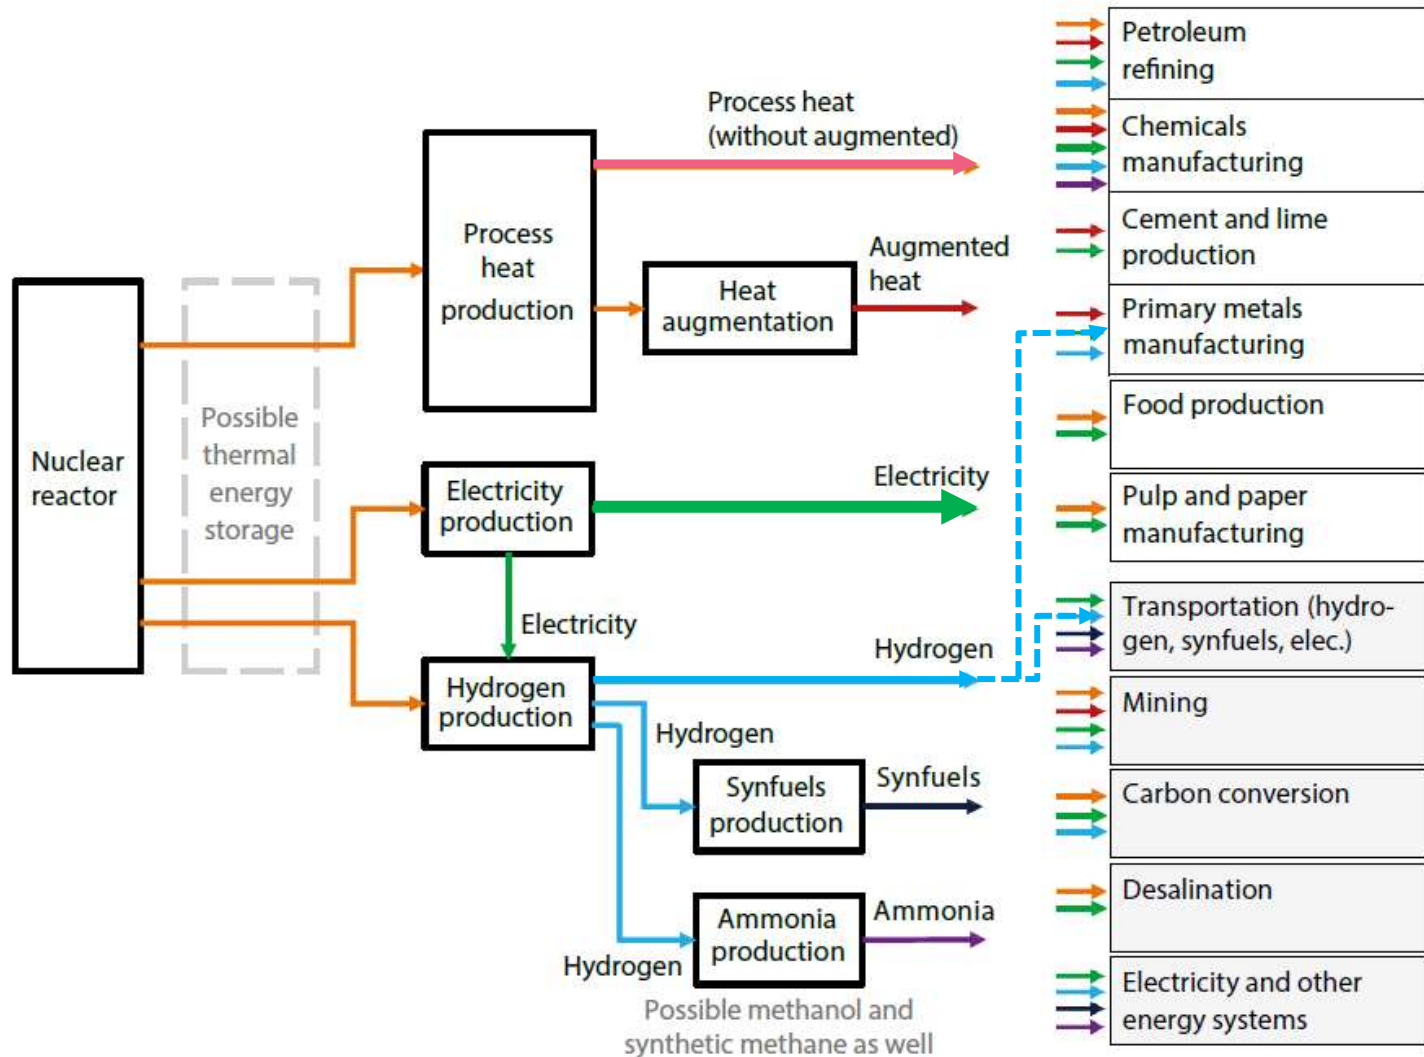 Nuclear
reactor
Possible
thermal
energy
storage
Process
heat
production
Process heat
(without augmented)
Heat
augmentation
Augmented
heat
Electricity
production
Electricity
Electricity
Hydrogen
production
Hydrogen
Hydrogen
Synfuels
production
Synfuels
Hydrogen
Ammonia
production
Ammonia
Possible methanol and
synthetic methane as well
Petroleum
refining
Chemicals
manufacturing
Cement and lime
production
Primary metals
manufacturing
Food production
Pulp and paper
manufacturing
Transportation (hydro-
gen, synfuels, elec.)
Mining
Carbon conversion
Desalination
Electricity and other
energy systems